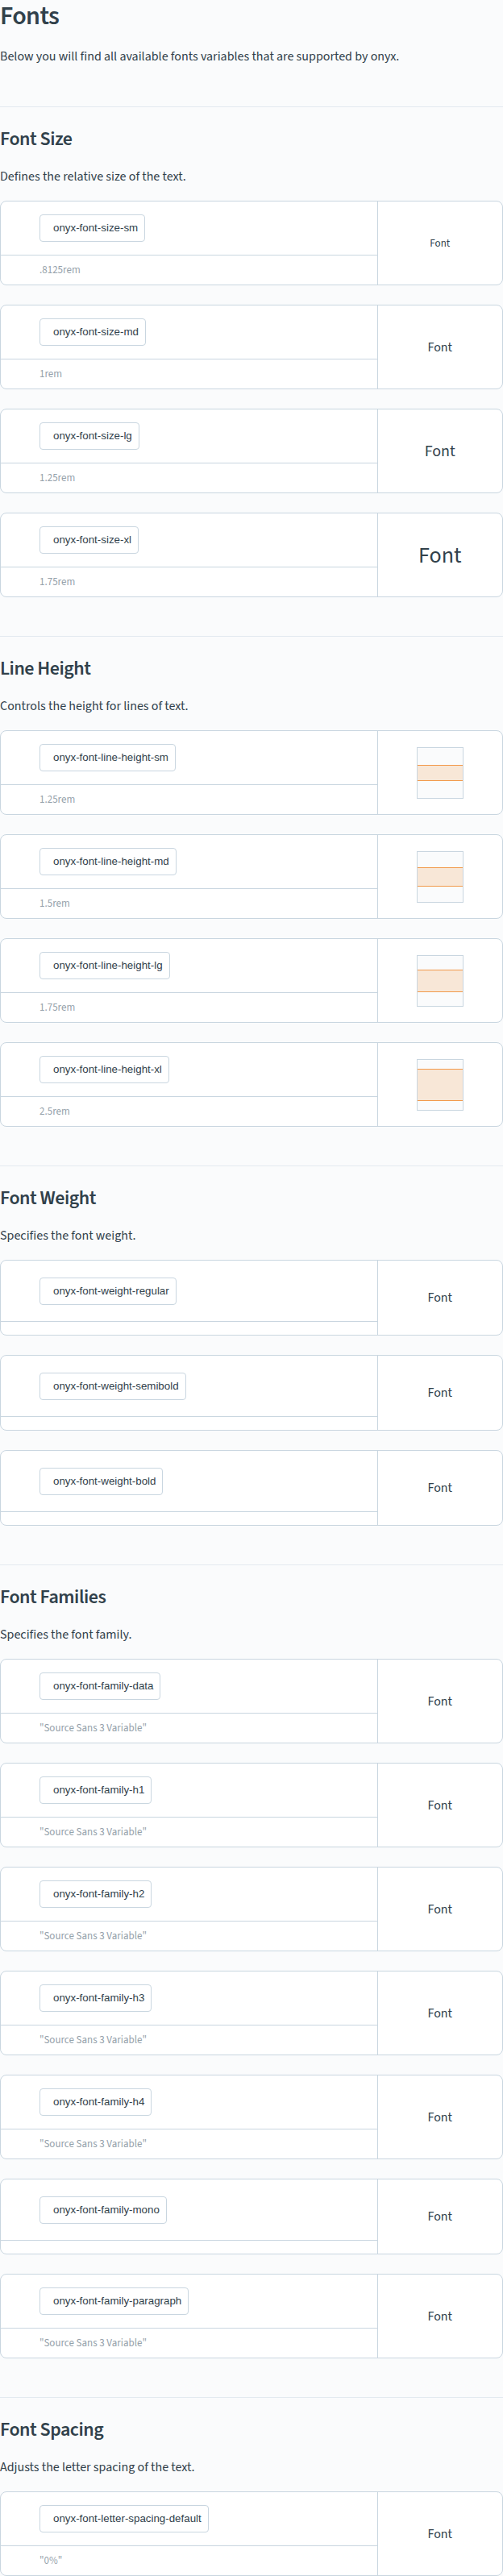 Fonts
Below you will find all available fonts variables that are supported by onyx.
Font Size
Defines the relative size of the text.
onyx-font-size-sm
Font
.8125rem
onyx-font-size-md
Font
1rem
onyx-font-size-lg
Font
1.25rem
onyx-font-size-xl
Font
1.75rem
Line Height
Controls the height for lines of text.
onyx-font-line-height-sm
1.25rem
onyx-font-line-height-md
1.5rem
onyx-font-line-height-lg
1.75rem
onyx-font-line-height-xl
2.5rem
Font Weight
Specifies the font weight.
onyx-font-weight-regular
Font
onyx-font-weight-semibold
Font
onyx-font-weight-bold
Font
Font Families
Specifies the font family.
onyx-font-family-data
Font
"Source Sans 3 Variable"
onyx-font-family-h1
Font
"Source Sans 3 Variable"
onyx-font-family-h2
Font
"Source Sans 3 Variable"
onyx-font-family-h3
Font
"Source Sans 3 Variable"
onyx-font-family-h4
Font
"Source Sans 3 Variable"
onyx-font-family-mono
Font
onyx-font-family-paragraph
Font
"Source Sans 3 Variable"
Font Spacing
Adjusts the letter spacing of the text.
onyx-font-letter-spacing-default
Font
"0%"